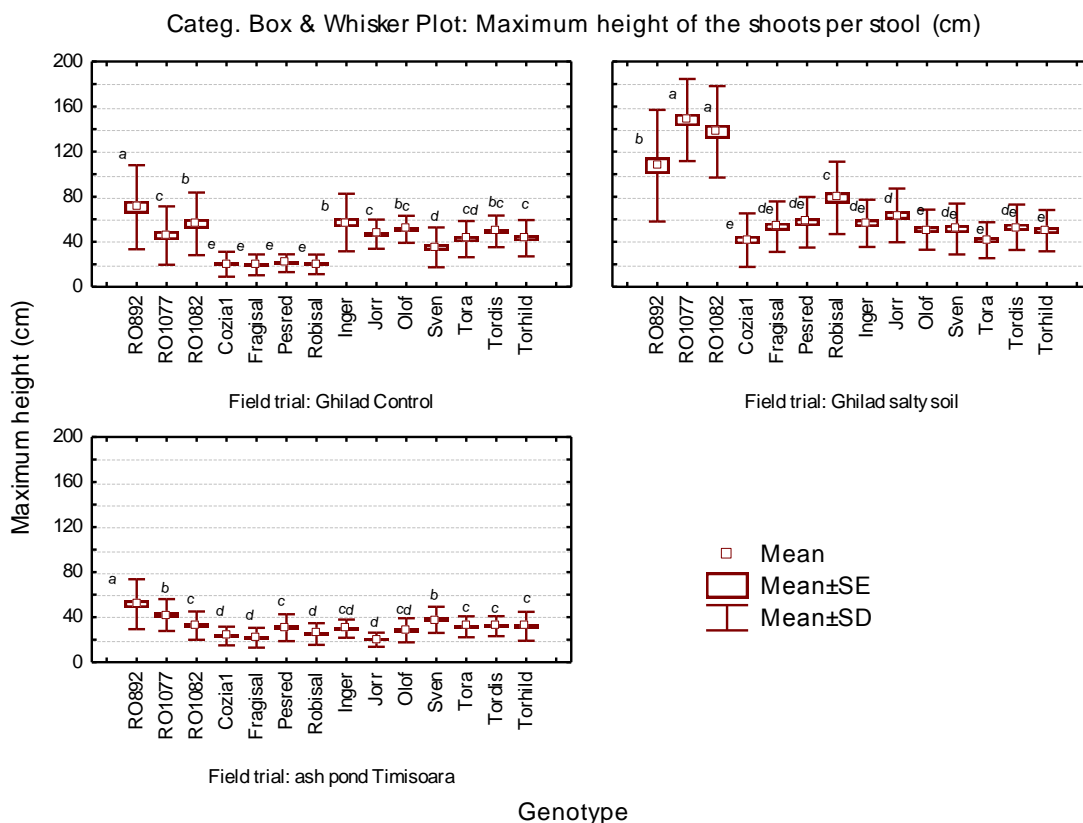 Categ. Box & Whisker Plot: Maximum height of the shoots per stool (cm)
Maximum height (cm)
200
160
120
80
40
0
a
c
b
e
e
e
e
b
c
bc
d
cd
bc
c
RO892
RO1077
RO1082
Cozia1
Fragisal
Pesred
Robisal
Inger
Jorr
Olof
Sven
Tora
Tordis
Torhild
Field trial: Ghilad Control
b
a
a
e
de
de
c
de
d
e
de
e
de
e
RO892
RO1077
RO1082
Cozia1
Fragisal
Pesred
Robisal
Inger
Jorr
Olof
Sven
Tora
Tordis
Torhild
Field trial: Ghilad salty soil
200
160
120
80
40
0
a
b
c
d
d
c
d
cd
d
cd
b
c
c
c
RO892
RO1077
RO1082
Cozia1
Fragisal
Pesred
Robisal
Inger
Jorr
Olof
Sven
Tora
Tordis
Torhild
Field trial: ash pond Timisoara
Mean
Mean±SE
Mean±SD
Genotype